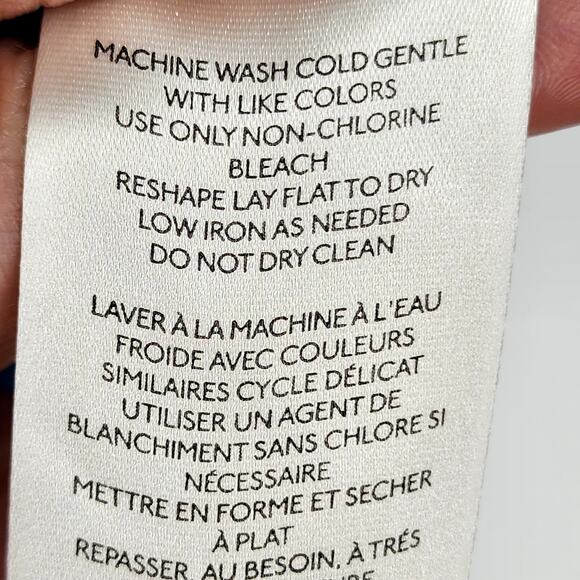 MACHINE WASH COLD GENTLE
WITH LIKE COLORS
USE ONLY NON-CHLORINE
BLEACH
RESHAPE LAY FLAT TO DRY
LOW IRON AS NEEDED
DO NOT DRY CLEAN
LAVER À LA MACHINE À L'EAU
FROIDE AVEC COULEURS
SIMILAIRES CYCLE DÉLICAT
UTILISER UN AGENT DE
BLANCHIMENT SANS CHLORE SI
NÉCESSAIRE
METTRE EN FORME ET SECHER
À PLAT
REPASSER, AU BESOIN, À TRÉS